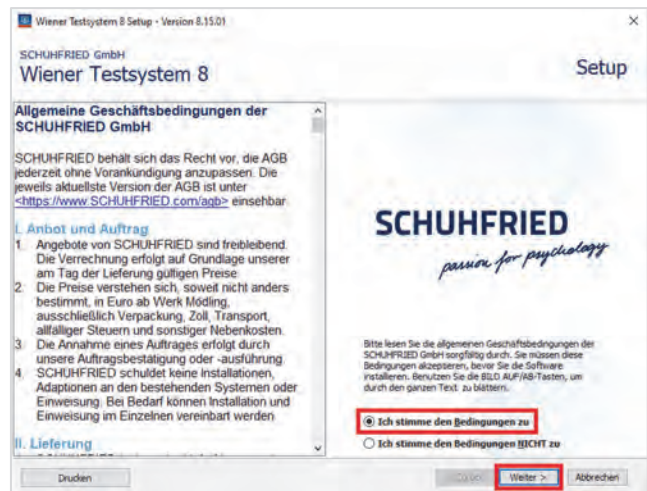 Wiener Testsystem 8 Setup - Version 8.15.01
SCHUHFRIED GmbH
Wiener Testsystem 8
Setup
Allgemeine Geschäftsbedingungen der
SCHUHFRIED GmbH
SCHUHFRIED behält sich das Recht vor, die AGB
jederzeit ohne Vorankündigung anzupassen. Die
jeweils aktuellste Version der AGB ist unter
<https://www.SCHUHFRIED.com/agb> einsehbar.
I. Anbot und Auftrag
1. Angebote von SCHUHFRIED sind freibleibend.
Die Verrechnung erfolgt auf Grundlage unserer
am Tag der Lieferung gültigen Preise.
2. Die Preise verstehen sich, soweit nicht anders
bestimmt, in Euro ab Werk Mödling,
ausschließlich Verpackung, Zoll, Transport,
allfälliger Steuern und sonstiger Nebenkosten.
3. Die Annahme eines Auftrages erfolgt durch
unsere Auftragsbestätigung oder -ausführung.
4. SCHUHFRIED schuldet keine Installationen,
Adaptionen an den bestehenden Systemen oder
Einweisung. Bei Bedarf können Installation und
Einweisung im Einzelnen vereinbart werden.
II. Lieferung
SCHUHFRIED
passion for psychology
Bitte lesen Sie die allgemeinen Geschäftsbedingungen der
SCHUHFRIED GmbH sorgfältig durch. Sie müssen diese
Bedingungen akzeptieren, bevor Sie die Software
installieren. Benutzen Sie die BILD AUF/AB-Tasten, um
durch den ganzen Text zu blättern.
Ich stimme den Bedingungen zu
Ich stimme den Bedingungen NICHT zu
Drucken
Weiter >
Abbrechen